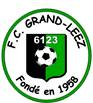 F.C. GRAND-LEEZ
6123
Fondé en 1958